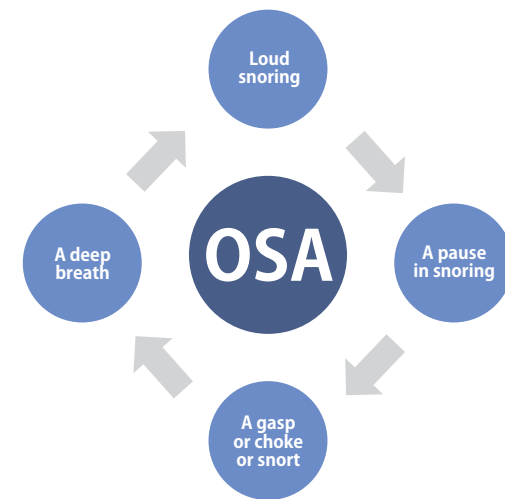 Loud
snoring
OSA
A pause
in snoring
A gasp
or choke
or snort
A deep
breath